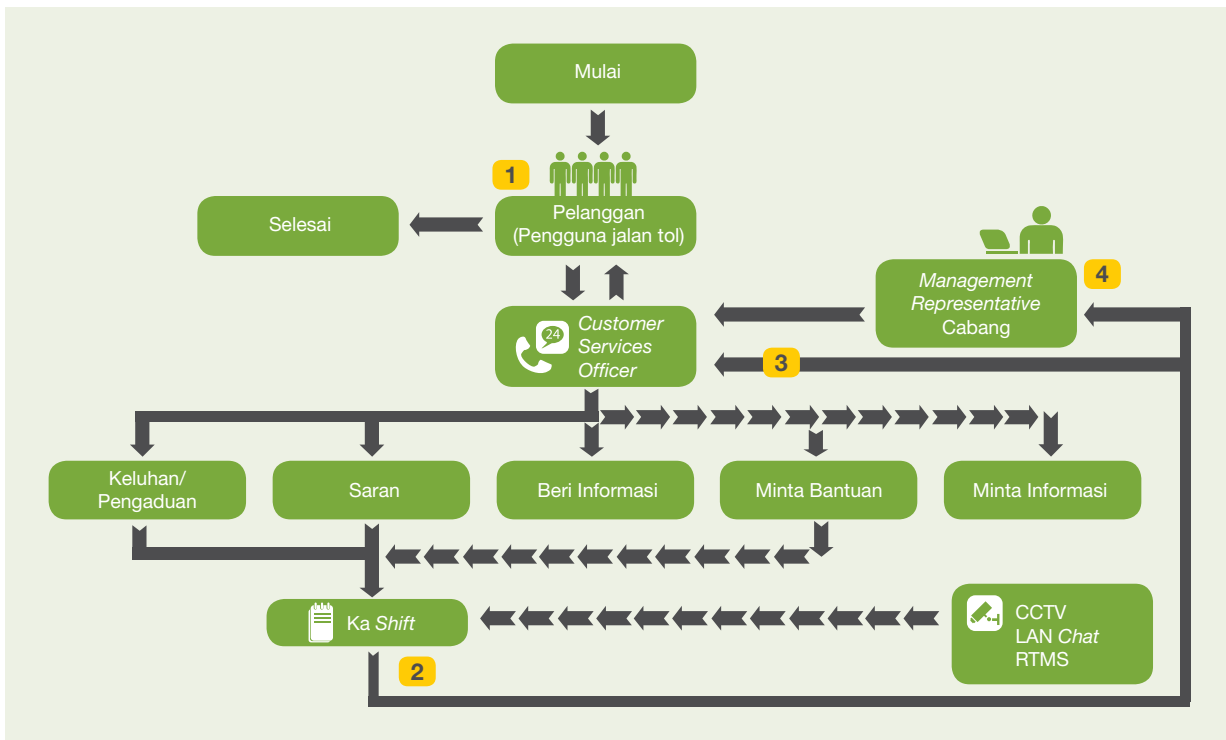 Mulai
1
Pelanggan
(Pengguna jalan tol)
Selesai
4
Management
Representative
Cabang
24
Customer
Services
Officer
3
Keluhan/
Pengaduan
Saran
Beri Informasi
Minta Bantuan
Minta Informasi
Ka Shift
2
CCTV
LAN Chat
RTMS